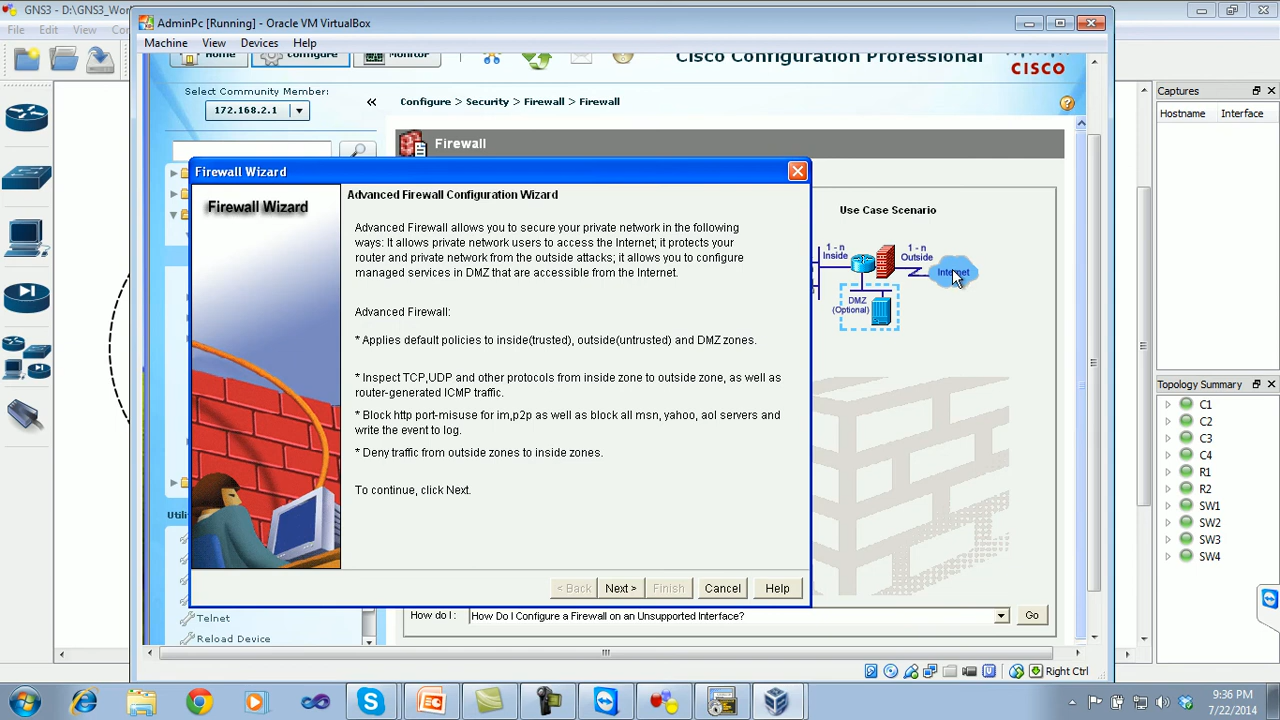 GNS3 - D:\GNS3_Wo
File Edit View Co
AdminPc [Running] - Oracle VM VirtualBox
Machine View Devices Help
Home Configure Monitor
Cisco Configuration Professional
CISCO
Select Community Member:
172.168.2.1
«
Configure > Security > Firewall > Firewall
Firewall
Firewall Wizard
Firewall Wizard
Advanced Firewall Configuration Wizard
Advanced Firewall allows you to secure your private network in the following
ways: It allows private network users to access the Internet; it protects your
router and private network from the outside attacks; it allows you to configure
managed services in DMZ that are accessible from the Internet.
Advanced Firewall:
* Applies default policies to inside(trusted), outside(untrusted) and DMZ zones.
* Inspect TCP,UDP and other protocols from inside zone to outside zone, as well as
router-generated ICMP traffic.
* Block http port-misuse for im,p2p as well as block all msn, yahoo, aol servers and
write the event to log.
* Deny traffic from outside zones to inside zones.
To continue, click Next.
< Back Next > Finish Cancel Help
Use Case Scenario
1 - n
Inside
1 - n
Outside
Internet
DMZ
(Optional)
Utili
Telnet
Reload Device
How do I: How Do I Configure a Firewall on an Unsupported Interface? Go
Right Ctrl
Captures
Hostname Interface
Topology Summary
C1
C2
C3
C4
R1
R2
SW1
SW2
SW3
SW4
9:36 PM
7/22/2014